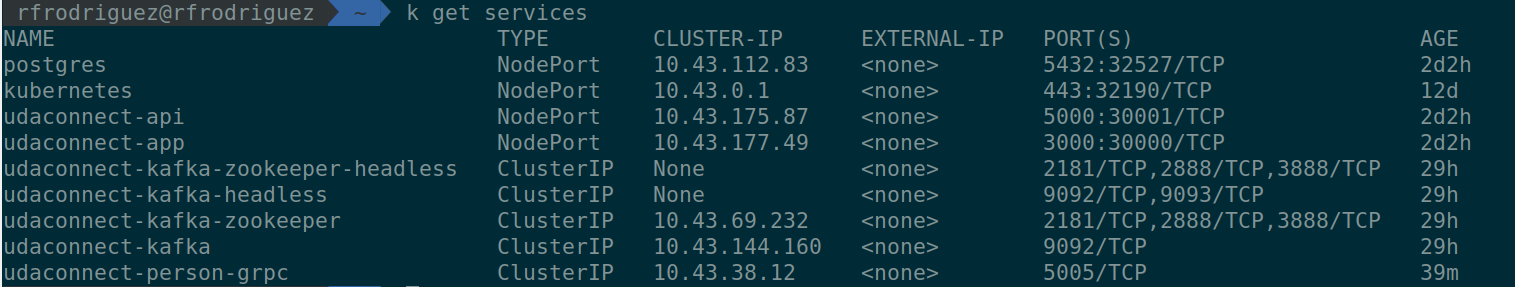 rfrodriguez@rfrodriguez ~ k get services
NAME TYPE CLUSTER-IP EXTERNAL-IP PORT(S) AGE
postgres NodePort 10.43.112.83 <none> 5432:32527/TCP 2d2h
kubernetes NodePort 10.43.0.1 <none> 443:32190/TCP 12d
udaconnect-api NodePort 10.43.175.87 <none> 5000:30001/TCP 2d2h
udaconnect-app NodePort 10.43.177.49 <none> 3000:30000/TCP 2d2h
udaconnect-kafka-zookeeper-headless ClusterIP None <none> 2181/TCP,2888/TCP,3888/TCP 29h
udaconnect-kafka-headless ClusterIP None <none> 9092/TCP,9093/TCP 29h
udaconnect-kafka-zookeeper ClusterIP 10.43.69.232 <none> 2181/TCP,2888/TCP,3888/TCP 29h
udaconnect-kafka ClusterIP 10.43.144.160 <none> 9092/TCP 29h
udaconnect-person-grpc ClusterIP 10.43.38.12 <none> 5005/TCP 39m